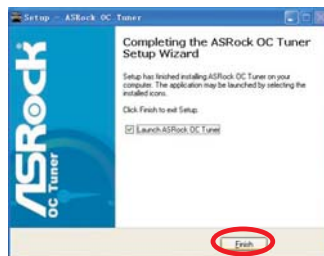 Setup - ASRock OC Tuner
ASRock
OC Tuner
Completing the ASRock OC Tuner
Setup Wizard
Setup has finished installing ASRock OC Tuner on your
computer. The application may be launched by selecting the
installed icons.
Click Finish to exit Setup.
Launch ASRock OC Tuner
Finish